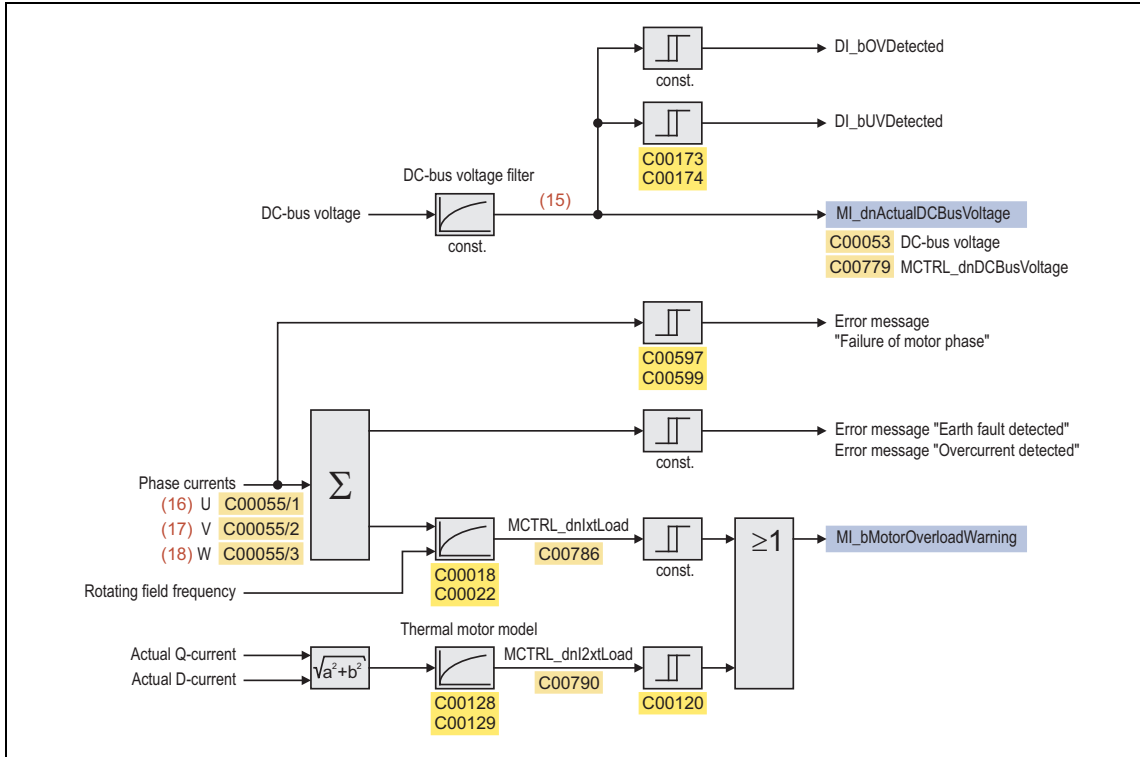 DI_bOVDetected
const.
DI_bUVDetected
C00173
C00174
DC-bus voltage filter
(15)
DC-bus voltage
const.
MI_dnActualDCBusVoltage
C00053 DC-bus voltage
C00779 MCTRL_dnDCBusVoltage
Error message
"Failure of motor phase"
C00597
C00599
Error message "Earth fault detected"
Error message "Overcurrent detected"
const.
Σ
Phase currents
(16) U C00055/1
(17) V C00055/2
(18) W C00055/3
MCTRL_dnIxtLoad
C00786
const.
≥1
MI_bMotorOverloadWarning
C00018
C00022
Rotating field frequency
Thermal motor model
Actual Q-current
Actual D-current
√a²+b²
MCTRL_dnI2xtLoad
C00790
C00128
C00129
C00120